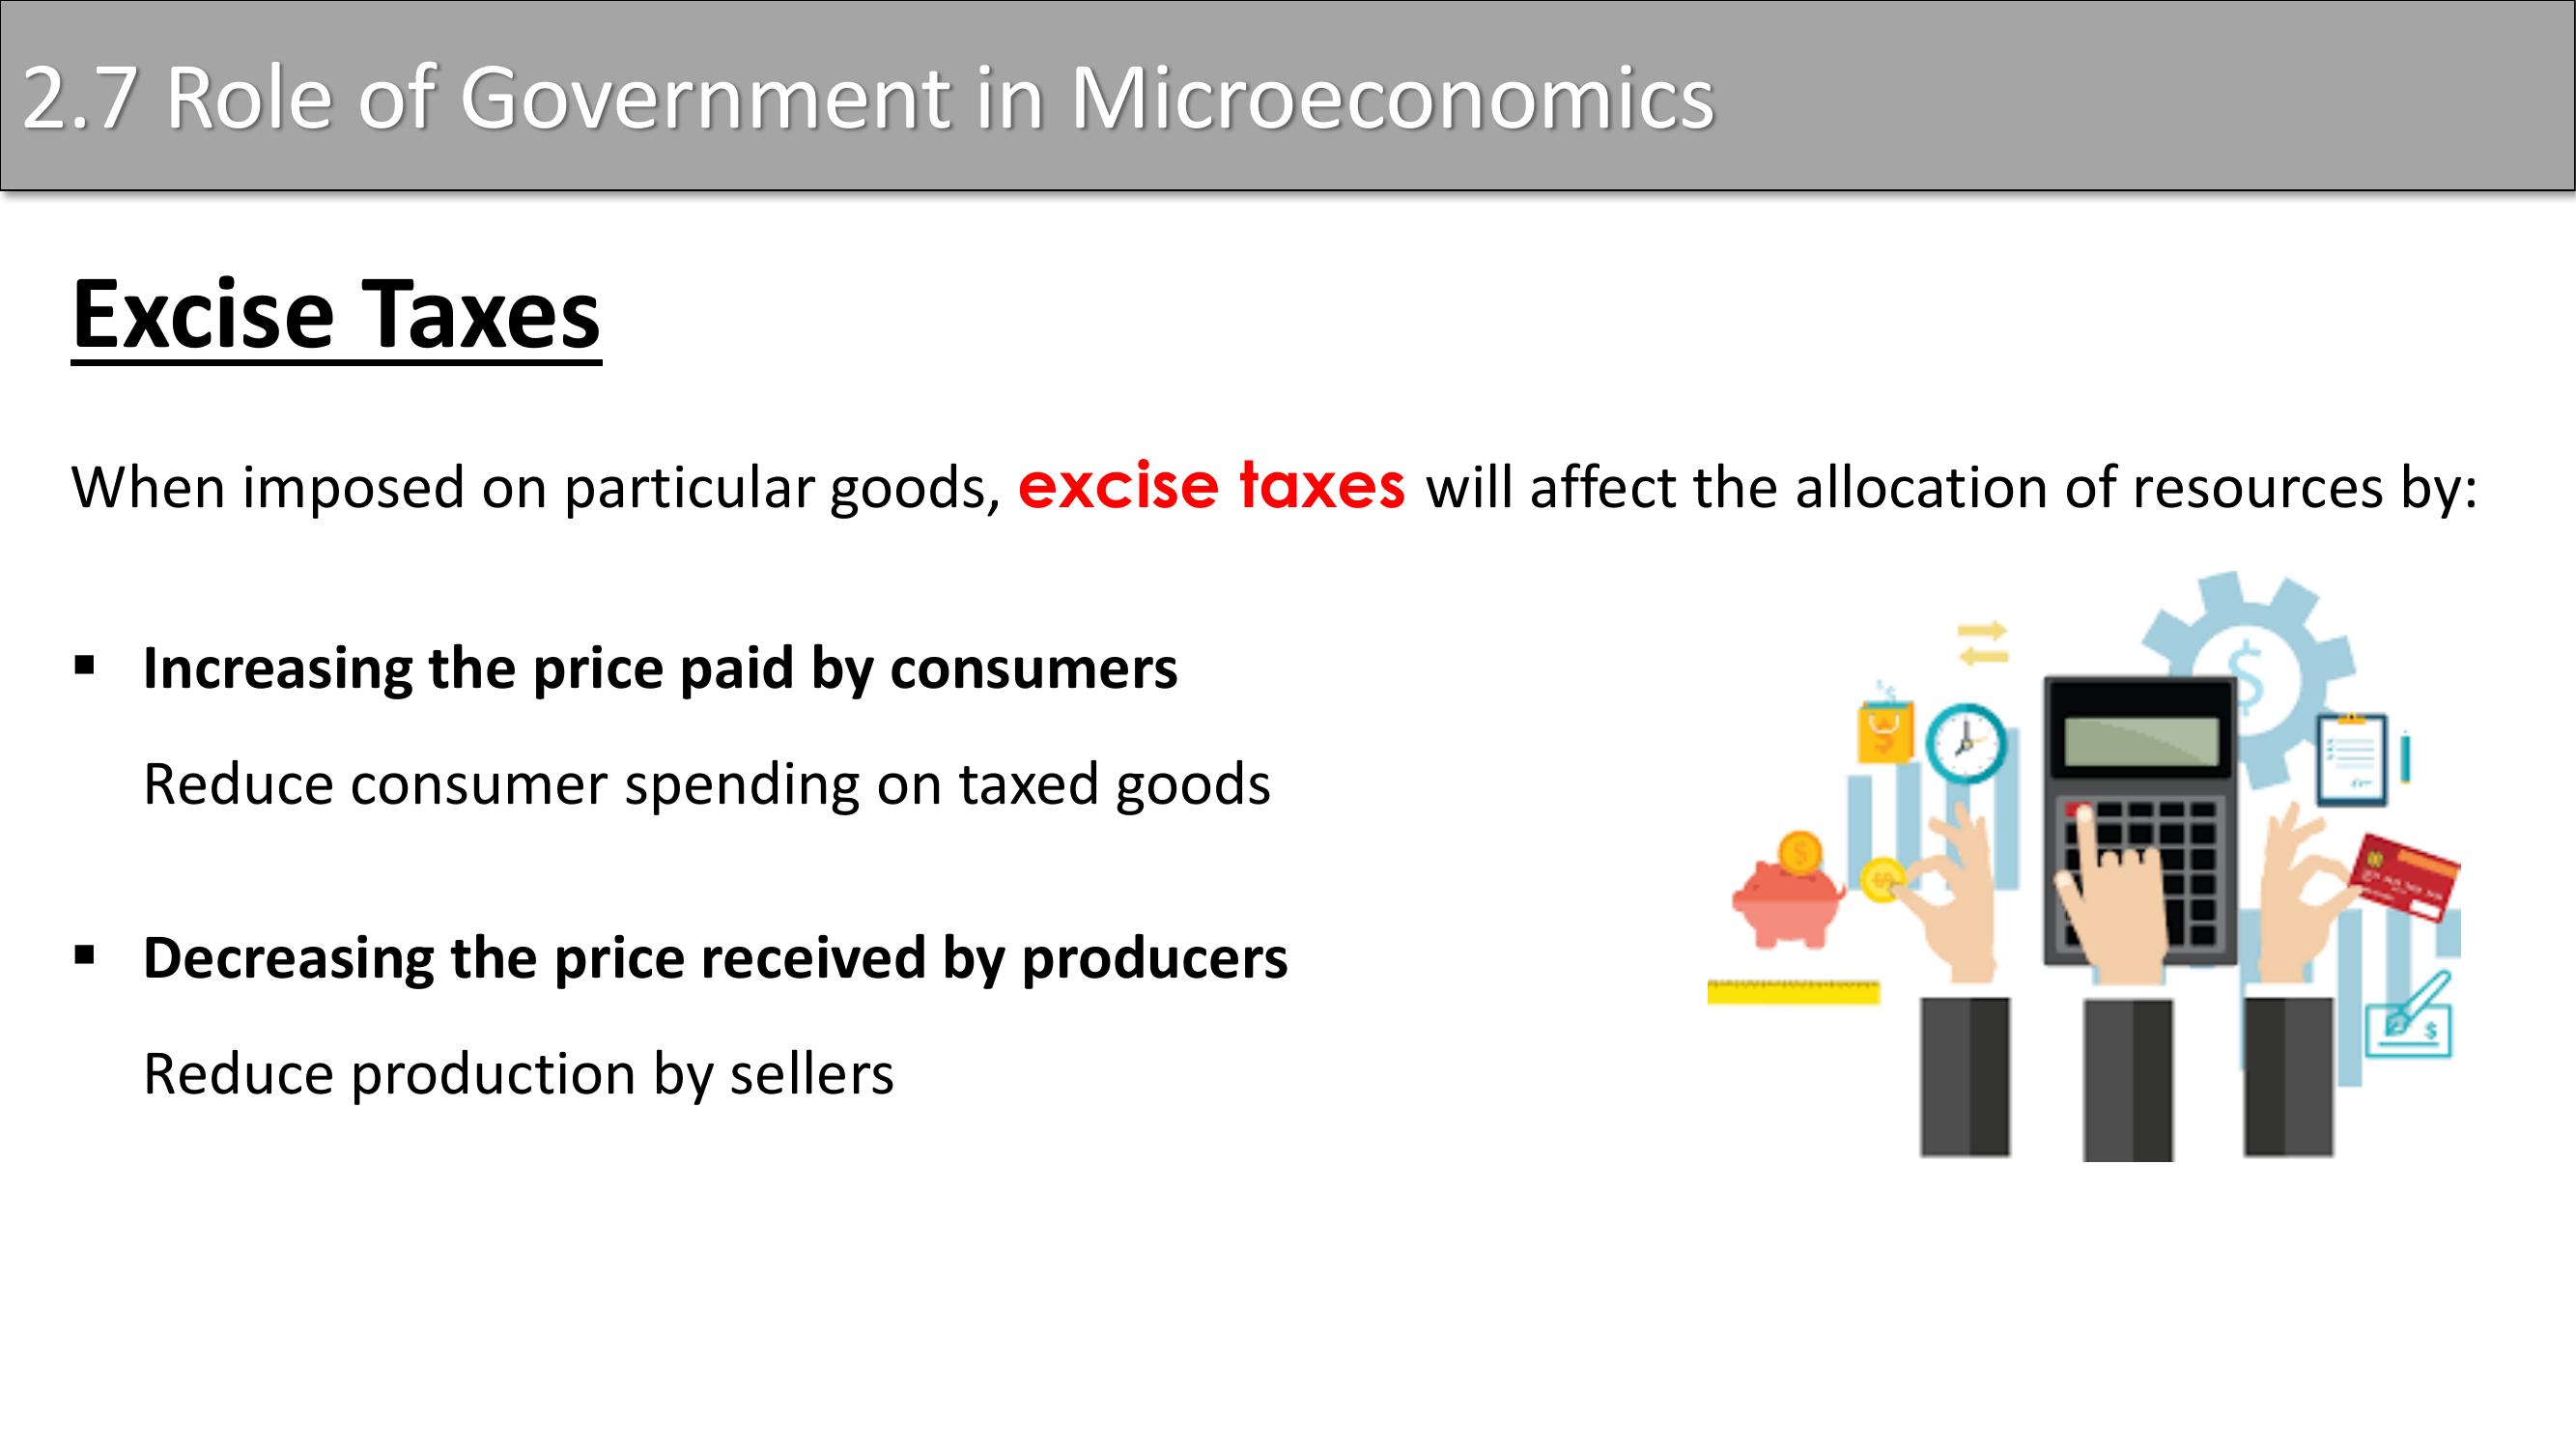 2.7 Role of Government in Microeconomics
Excise Taxes
When imposed on particular goods, excise taxes will affect the allocation of resources by:
▪ Increasing the price paid by consumers
Reduce consumer spending on taxed goods
▪ Decreasing the price received by producers
Reduce production by sellers